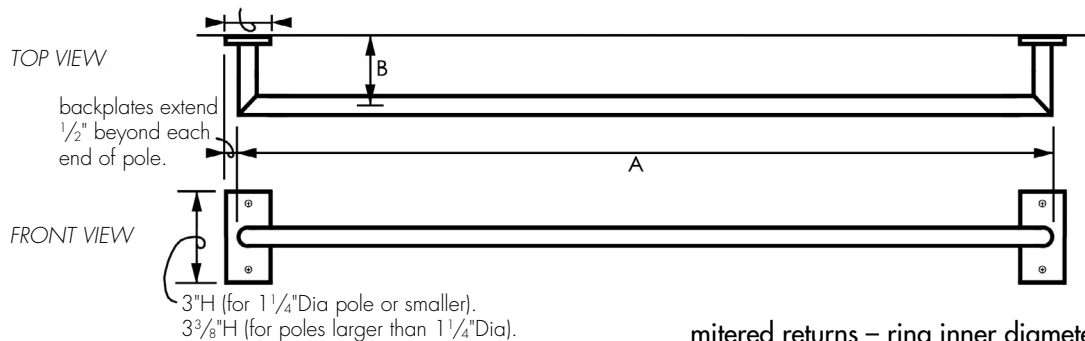 TOP VIEW
B
backplates extend
1/2" beyond each
end of pole.
A
FRONT VIEW
3"H (for 1 1/4"Dia pole or smaller).
3 3/8"H (for poles larger than 1 1/4"Dia).
mitered returns – ring inner diamete